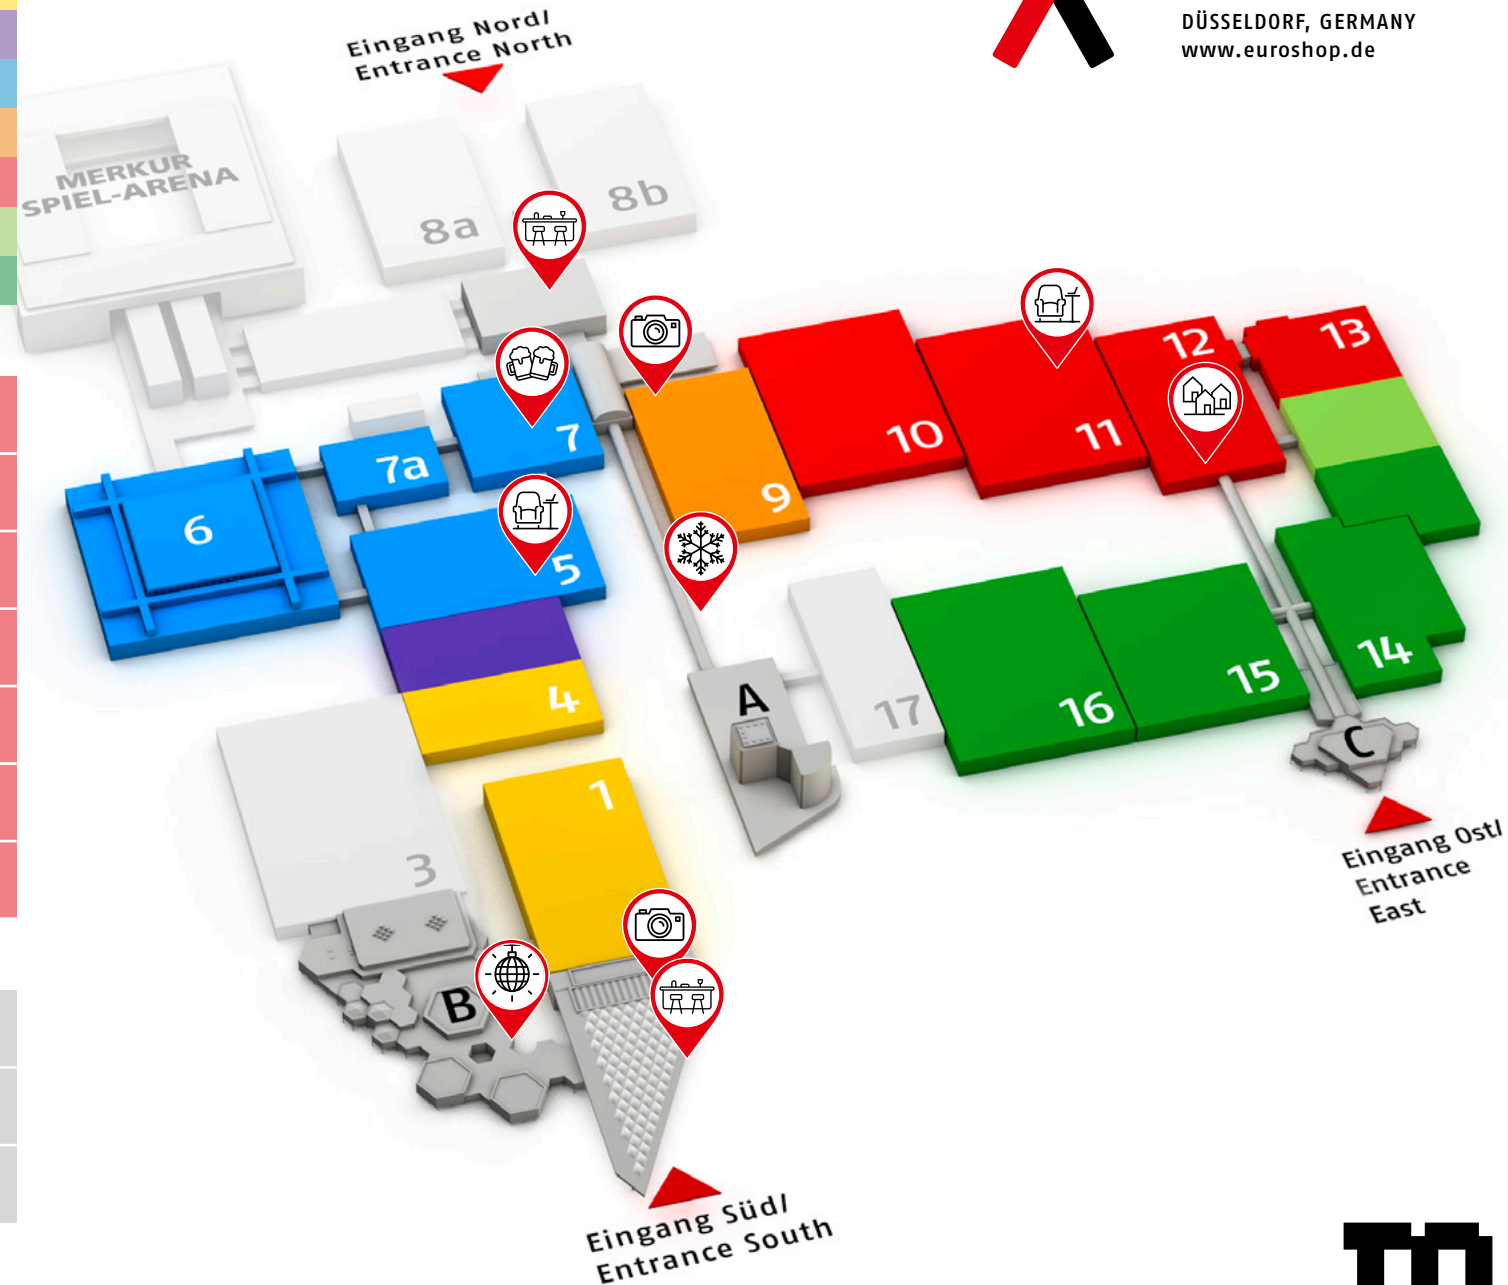 DÜSSELDORF, GERMANY
www.euroshop.de
Eingang Nord/
Entrance North
MERKUR
SPIEL-ARENA
8a
8b
12
13
10
11
7
7a
9
6
5
4
A
17
16
15
14
C
1
3
B
Eingang Ost/
Entrance
East
Eingang Süd/
Entrance South